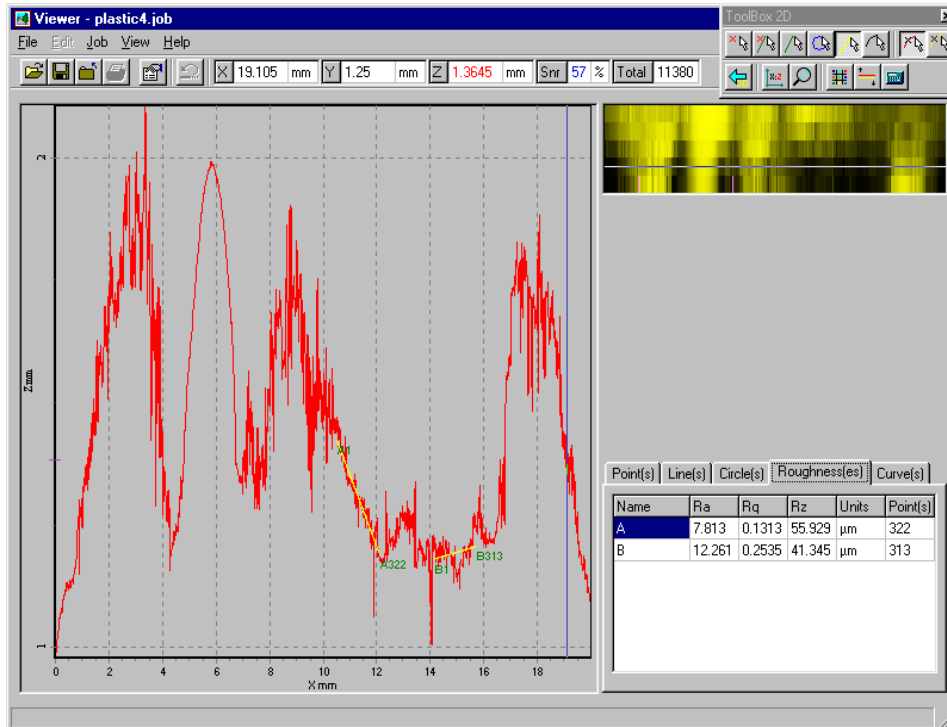 Viewer - plastic4.job
ToolBox 2D
File Edit Job View Help
X 19.105 mm Y 1.25 mm Z 1.3645 mm Snr 57 % Total 11380
2
Z mm
1
A1
A322
B1
B313
0 2 4 6 8 10 12 14 16 18
X mm
Point(s) Line(s) Circle(s) Roughness(es) Curve(s)
Name Ra Rq Rz Units Point(s)
A 7.813 0.1313 55.929 µm 322
B 12.261 0.2535 41.345 µm 313